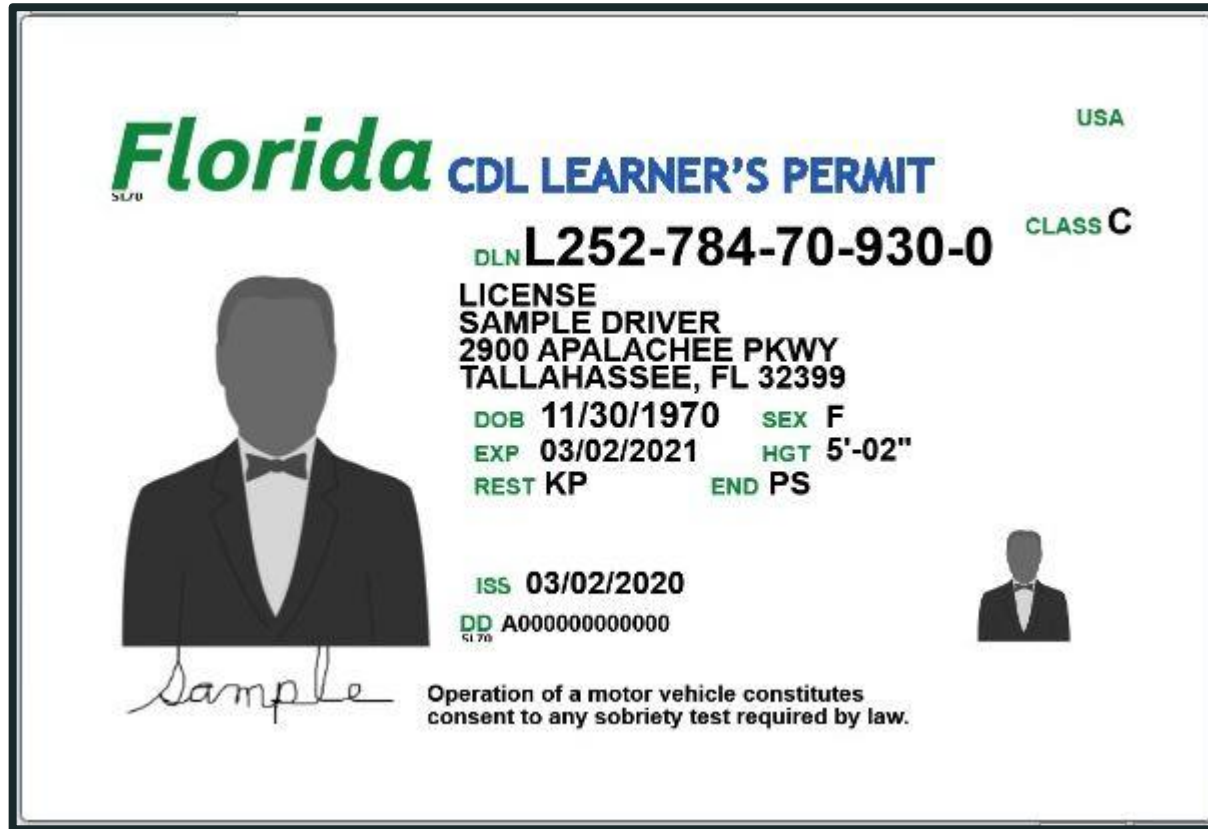 USA
Florida CDL LEARNER'S PERMIT
SL70
CLASS C
DLN L252-784-70-930-0
LICENSE
SAMPLE DRIVER
2900 APALACHEE PKWY
TALLAHASSEE, FL 32399
DOB 11/30/1970 SEX F
EXP 03/02/2021 HGT 5'-02"
REST KP END PS
ISS 03/02/2020
DD A000000000000
SL70
Sample
Operation of a motor vehicle constitutes
consent to any sobriety test required by law.